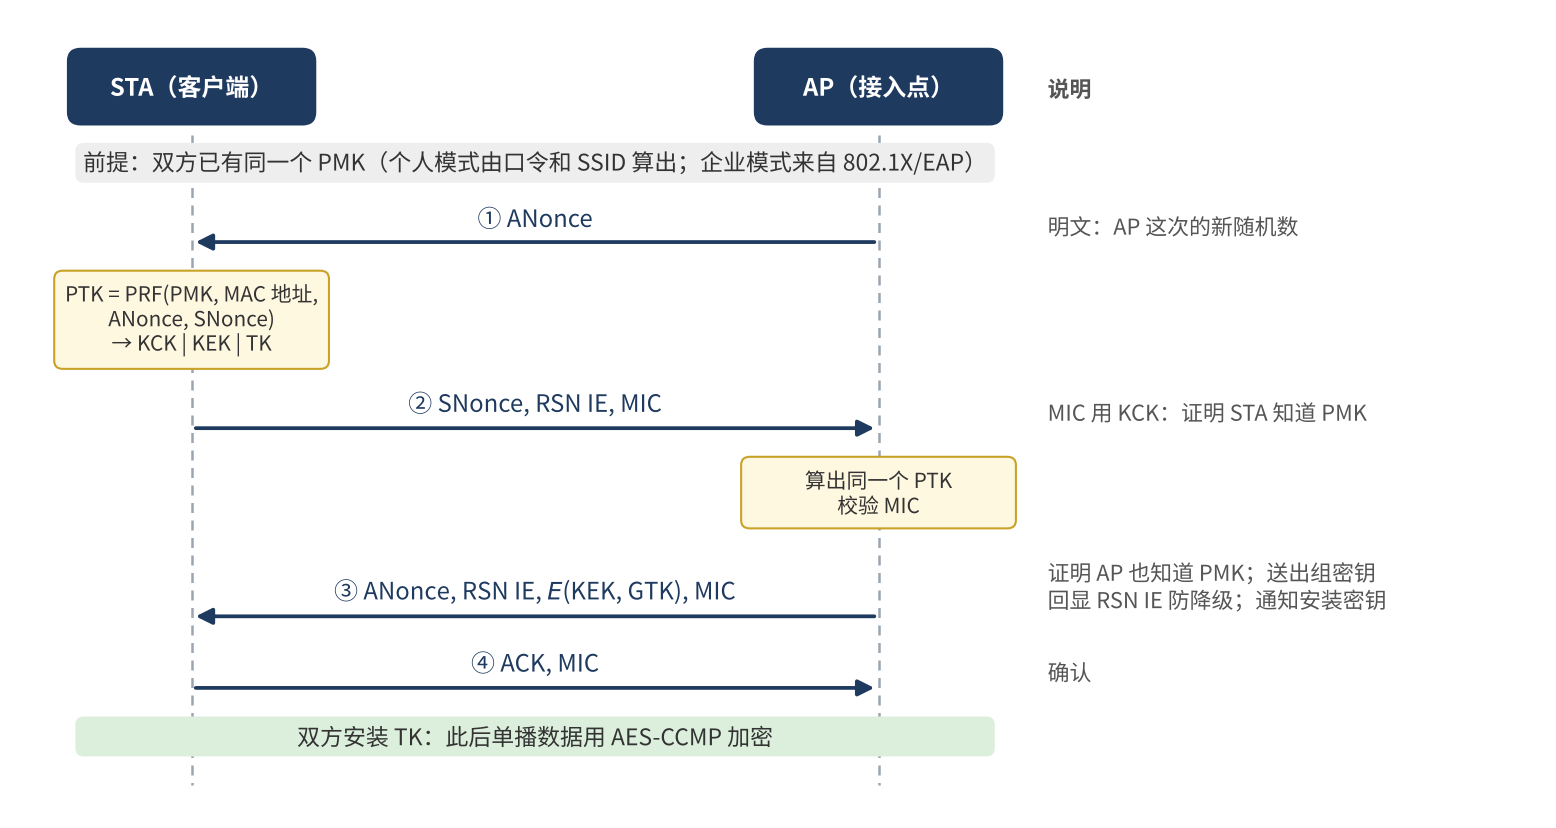 STA（客户端）
AP（接入点）
说明
前提：双方已有同一个 PMK（个人模式由口令和 SSID 算出；企业模式来自 802.1X/EAP）
① ANonce
明文：AP 这次的新随机数
PTK = PRF(PMK, MAC 地址,
ANonce, SNonce)
→ KCK | KEK | TK
② SNonce, RSN IE, MIC
MIC 用 KCK：证明 STA 知道 PMK
算出同一个 PTK
校验 MIC
③ ANonce, RSN IE, E(KEK, GTK), MIC
证明 AP 也知道 PMK；送出组密钥
回显 RSN IE 防降级；通知安装密钥
④ ACK, MIC
确认
双方安装 TK：此后单播数据用 AES-CCMP 加密